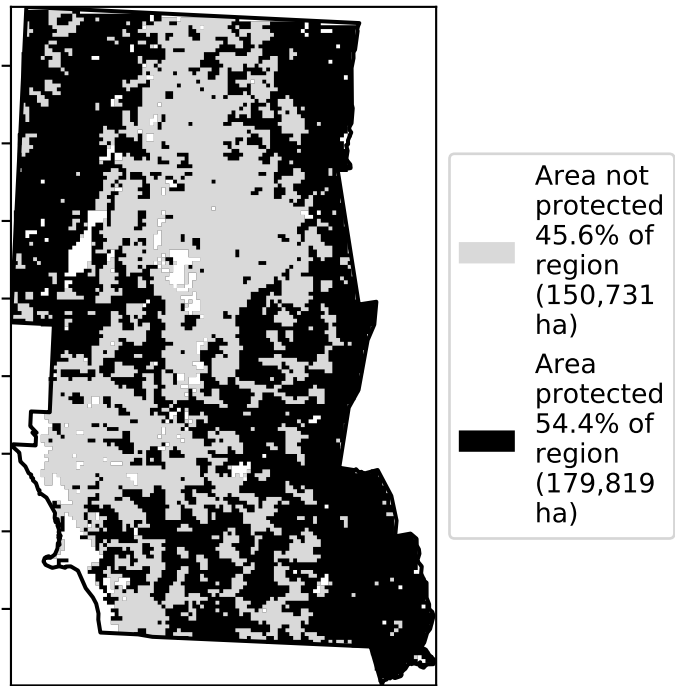 Area not
protected
45.6% of
region
(150,731
ha)
Area
protected
54.4% of
region
(179,819
ha)